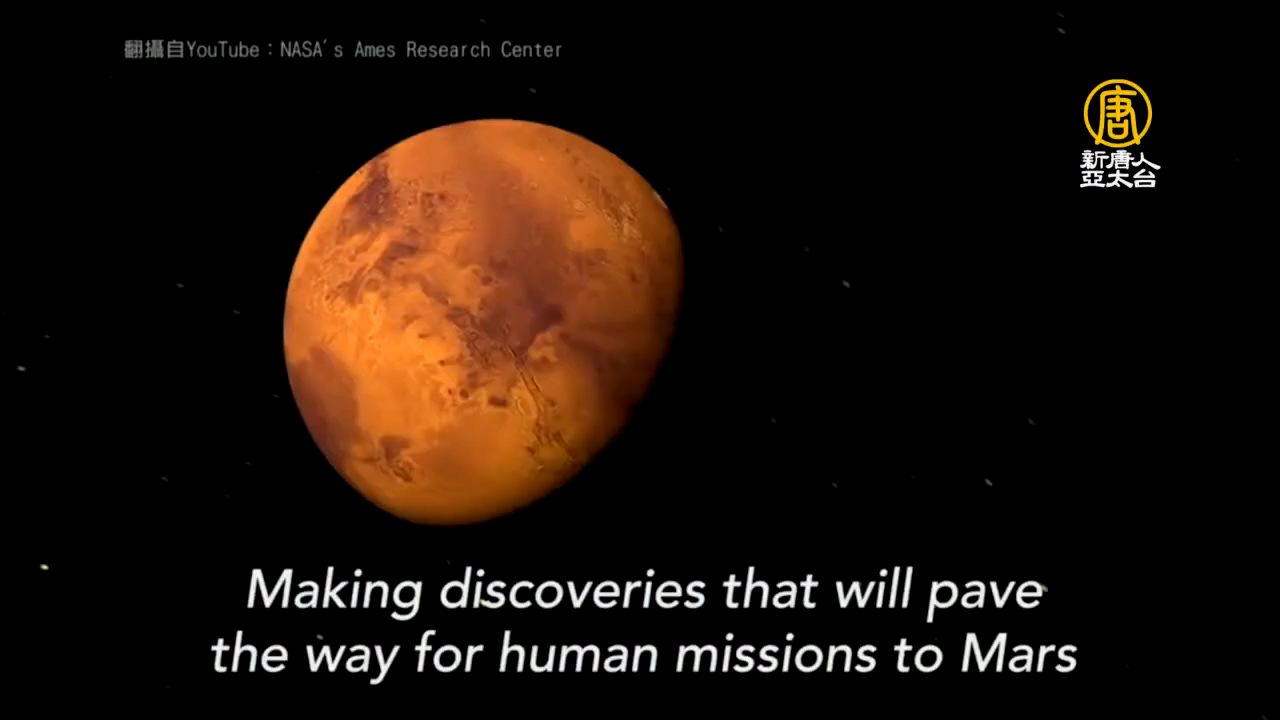 翻攝自YouTube：NASA's Ames Research Center
唐
新唐人
亞太台
Making discoveries that will pave
the way for human missions to Mars